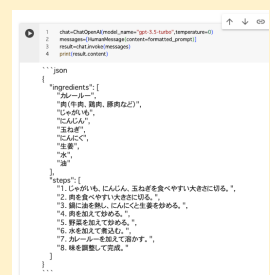 1 chat=ChatOpenAI(model_name="gpt-3.5-turbo",temperature=0)
2 messages=[HumanMessage(content=formatted_prompt)]
3 result=chat.invoke(messages)
4 print(result.content)
```json
{
"ingredients": [
"カレールー",
"肉(牛肉、鶏肉、豚肉など)",
"じゃがいも",
"にんじん",
"玉ねぎ",
"にんにく",
"生姜",
"水",
"油"
],
"steps": [
"1. じゃがいも、にんじん、玉ねぎを食べやすい大きさに切る。",
"2. 肉を食べやすい大きさに切る。",
"3. 鍋に油を熱し、にんにくと生姜を炒める。",
"4. 肉を加えて炒める。",
"5. 野菜を加えて炒める。",
"6. 水を加えて煮込む。",
"7. カレールーを加えて溶かす。",
"8. 味を調整して完成。"
]
}
```